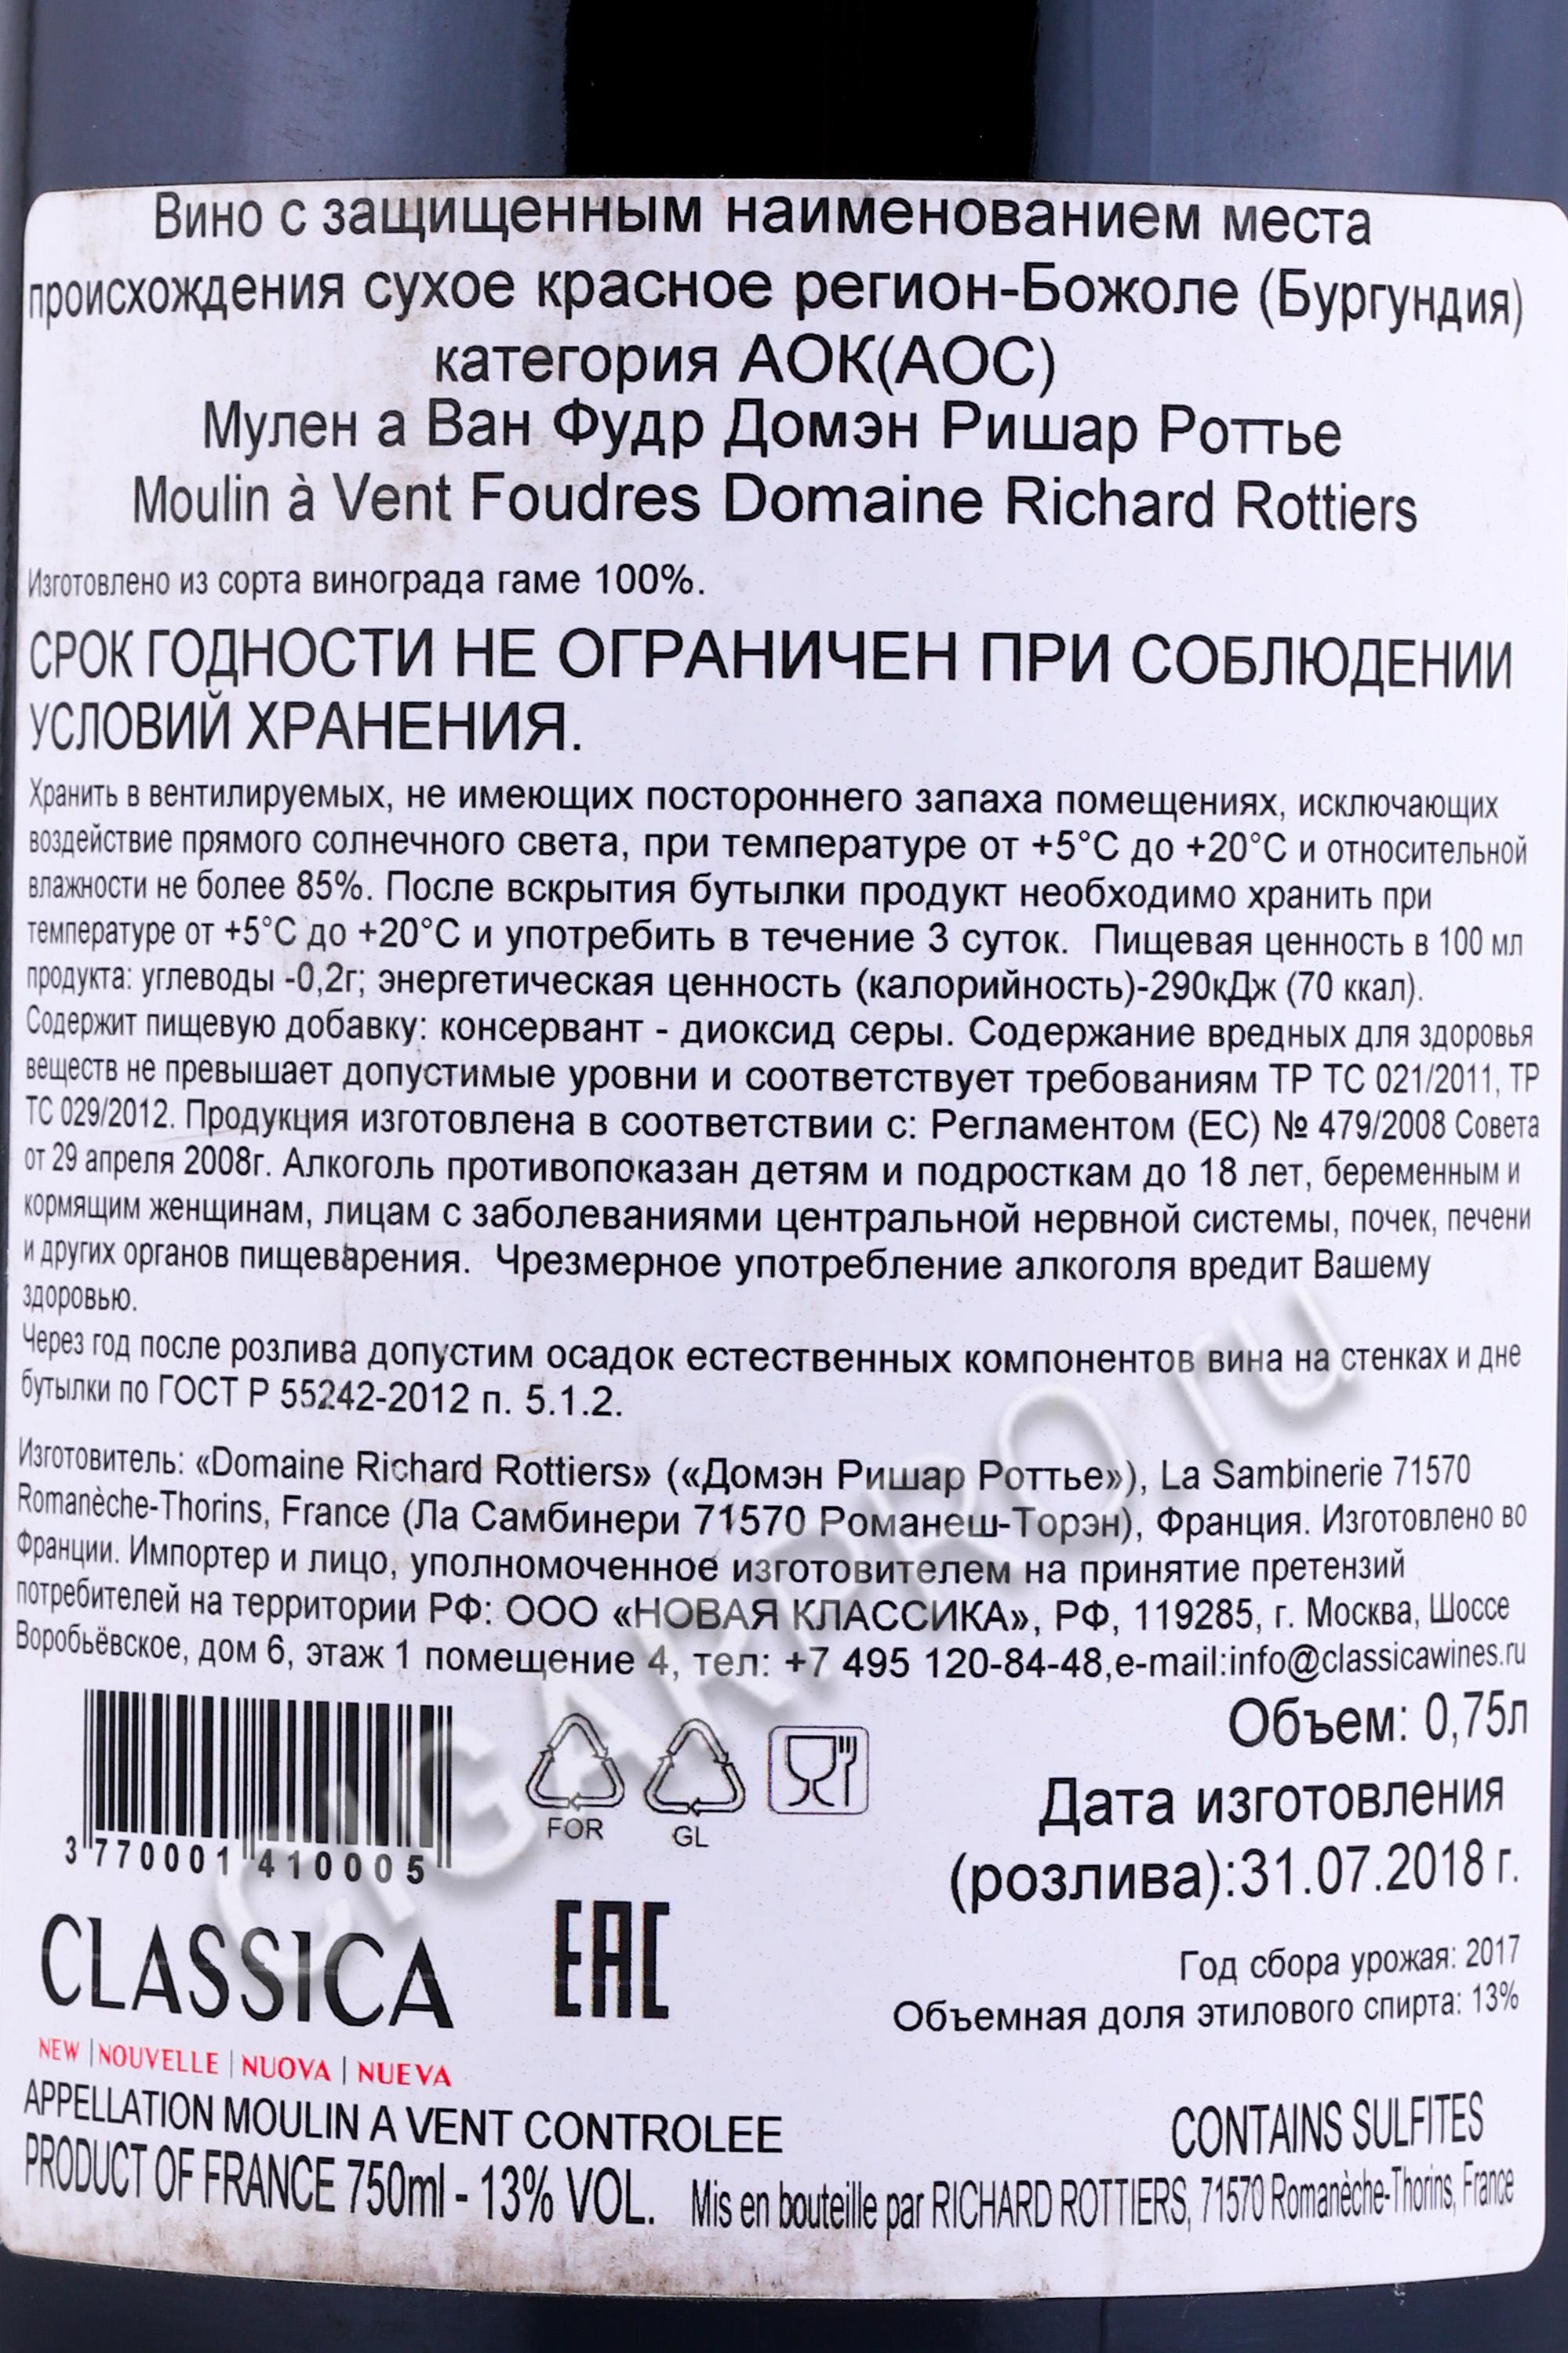 Вино с защищенным наименованием места
происхождения сухое красное регион-Божоле (Бургундия)
категория АОК(АОС)
Мулен а Ван Фудр Домэн Ришар Роттье
Moulin à Vent Foudres Domaine Richard Rottiers
Изготовлено из сорта винограда гаме 100%.
СРОК ГОДНОСТИ НЕ ОГРАНИЧЕН ПРИ СОБЛЮДЕНИИ
УСЛОВИЙ ХРАНЕНИЯ.
Хранить в вентилируемых, не имеющих постороннего запаха помещениях, исключающих
воздействие прямого солнечного света, при температуре от +5°С до +20°С и относительной
влажности не более 85%. После вскрытия бутылки продукт необходимо хранить при
температуре от +5°С до +20°С и употребить в течение 3 суток. Пищевая ценность в 100 мл
продукта: углеводы -0,2г; энергетическая ценность (калорийность)-290кДж (70 ккал).
Содержит пищевую добавку: консервант - диоксид серы. Содержание вредных для здоровья
веществ не превышает допустимые уровни и соответствует требованиям ТР ТС 021/2011, ТР
ТС 029/2012. Продукция изготовлена в соответствии с: Регламентом (ЕС) № 479/2008 Совета
от 29 апреля 2008г. Алкоголь противопоказан детям и подросткам до 18 лет, беременным и
кормящим женщинам, лицам с заболеваниями центральной нервной системы, почек, печени
и других органов пищеварения. Чрезмерное употребление алкоголя вредит Вашему
здоровью.
Через год после розлива допустим осадок естественных компонентов вина на стенках и дне
бутылки по ГОСТ Р 55242-2012 п. 5.1.2.
Изготовитель: «Domaine Richard Rottiers» («Домэн Ришар Роттье»), La Sambinerie 71570
Romanèche-Thorins, France (Ла Самбинери 71570 Романеш-Торэн), Франция. Изготовлено во
Франции. Импортер и лицо, уполномоченное изготовителем на принятие претензий
потребителей на территории РФ: ООО «НОВАЯ КЛАССИКА», РФ, 119285, г. Москва, Шоссе
Воробьёвское, дом 6, этаж 1 помещение 4, тел: +7 495 120-84-48,e-mail:info@classicawines.ru
Объем: 0,75л
Дата изготовления
(розлива):31.07.2018 г.
FOR GL
3 770001 410005
CLASSICA
EAC
Год сбора урожая: 2017
Объемная доля этилового спирта: 13%
NEW | NOUVELLE | NUOVA | NUEVA
APPELLATION MOULIN A VENT CONTROLEE
CONTAINS SULFITES
PRODUCT OF FRANCE 750ml - 13% VOL.
Mis en bouteille par RICHARD ROTTIERS, 71570 Romanèche-Thorins, France
CIGARPRO.ru